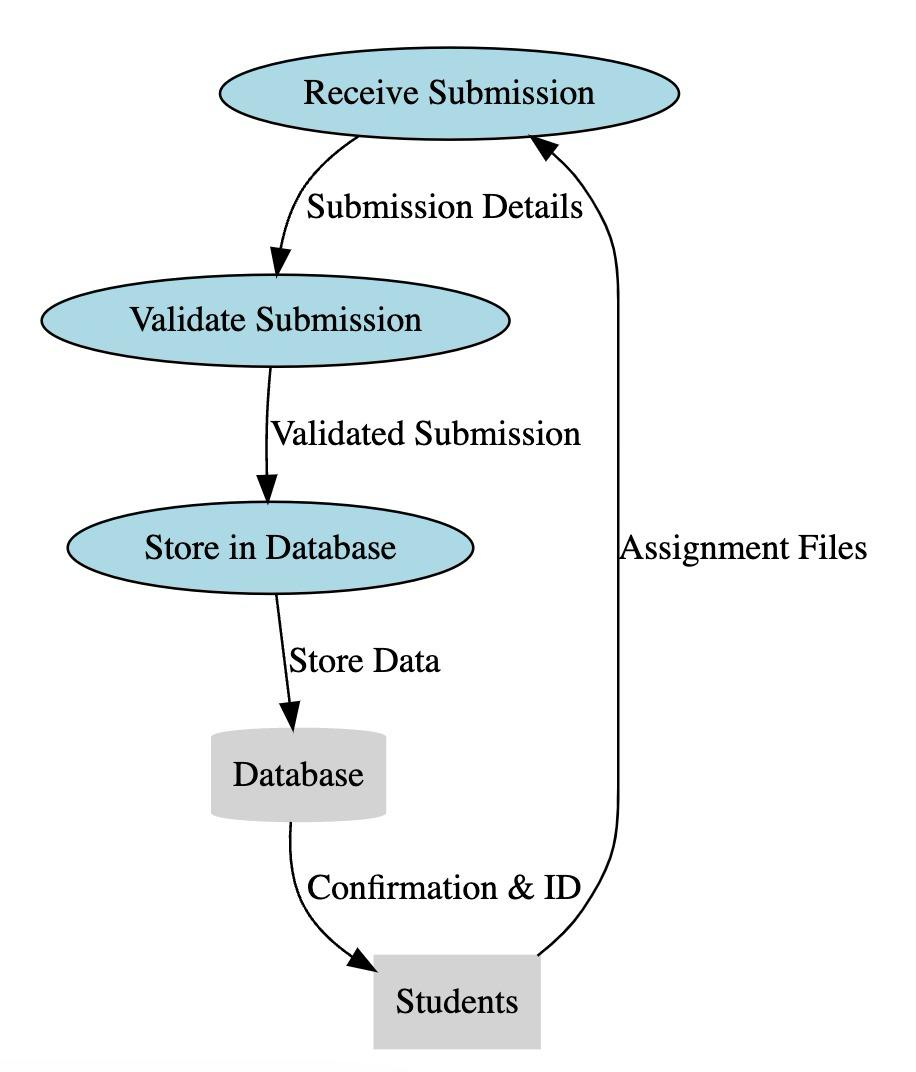 Receive Submission
Submission Details
Validate Submission
Validated Submission
Store in Database
Assignment Files
Store Data
Database
Confirmation & ID
Students